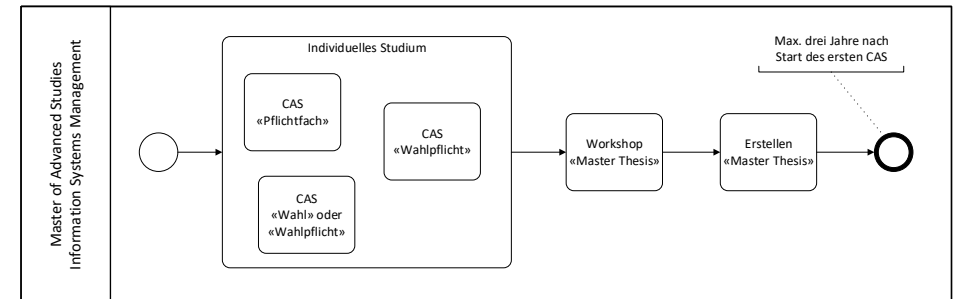 Master of Advanced Studies
Information Systems Management
Individuelles Studium
CAS
«Pflichtfach»
CAS
«Wahlpflicht»
CAS
«Wahl» oder
«Wahlpflicht»
Workshop
«Master Thesis»
Erstellen
«Master Thesis»
Max. drei Jahre nach
Start des ersten CAS